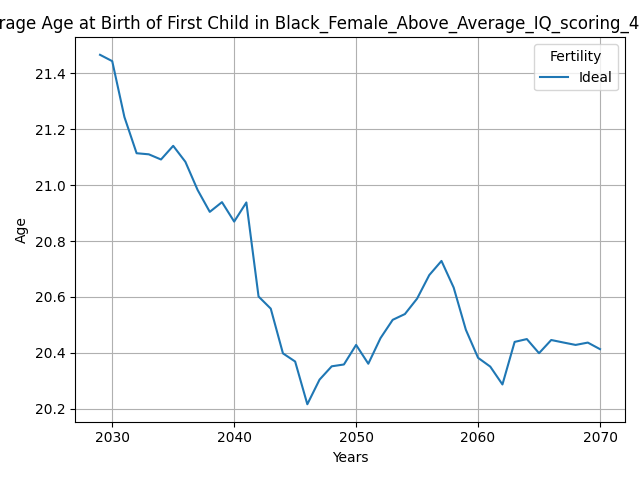 rage Age at Birth of First Child in Black_Female_Above_Average_IQ_scoring_4
Fertility
Ideal
Age
21.4
21.2
21.0
20.8
20.6
20.4
20.2
2030 2040 2050 2060 2070
Years